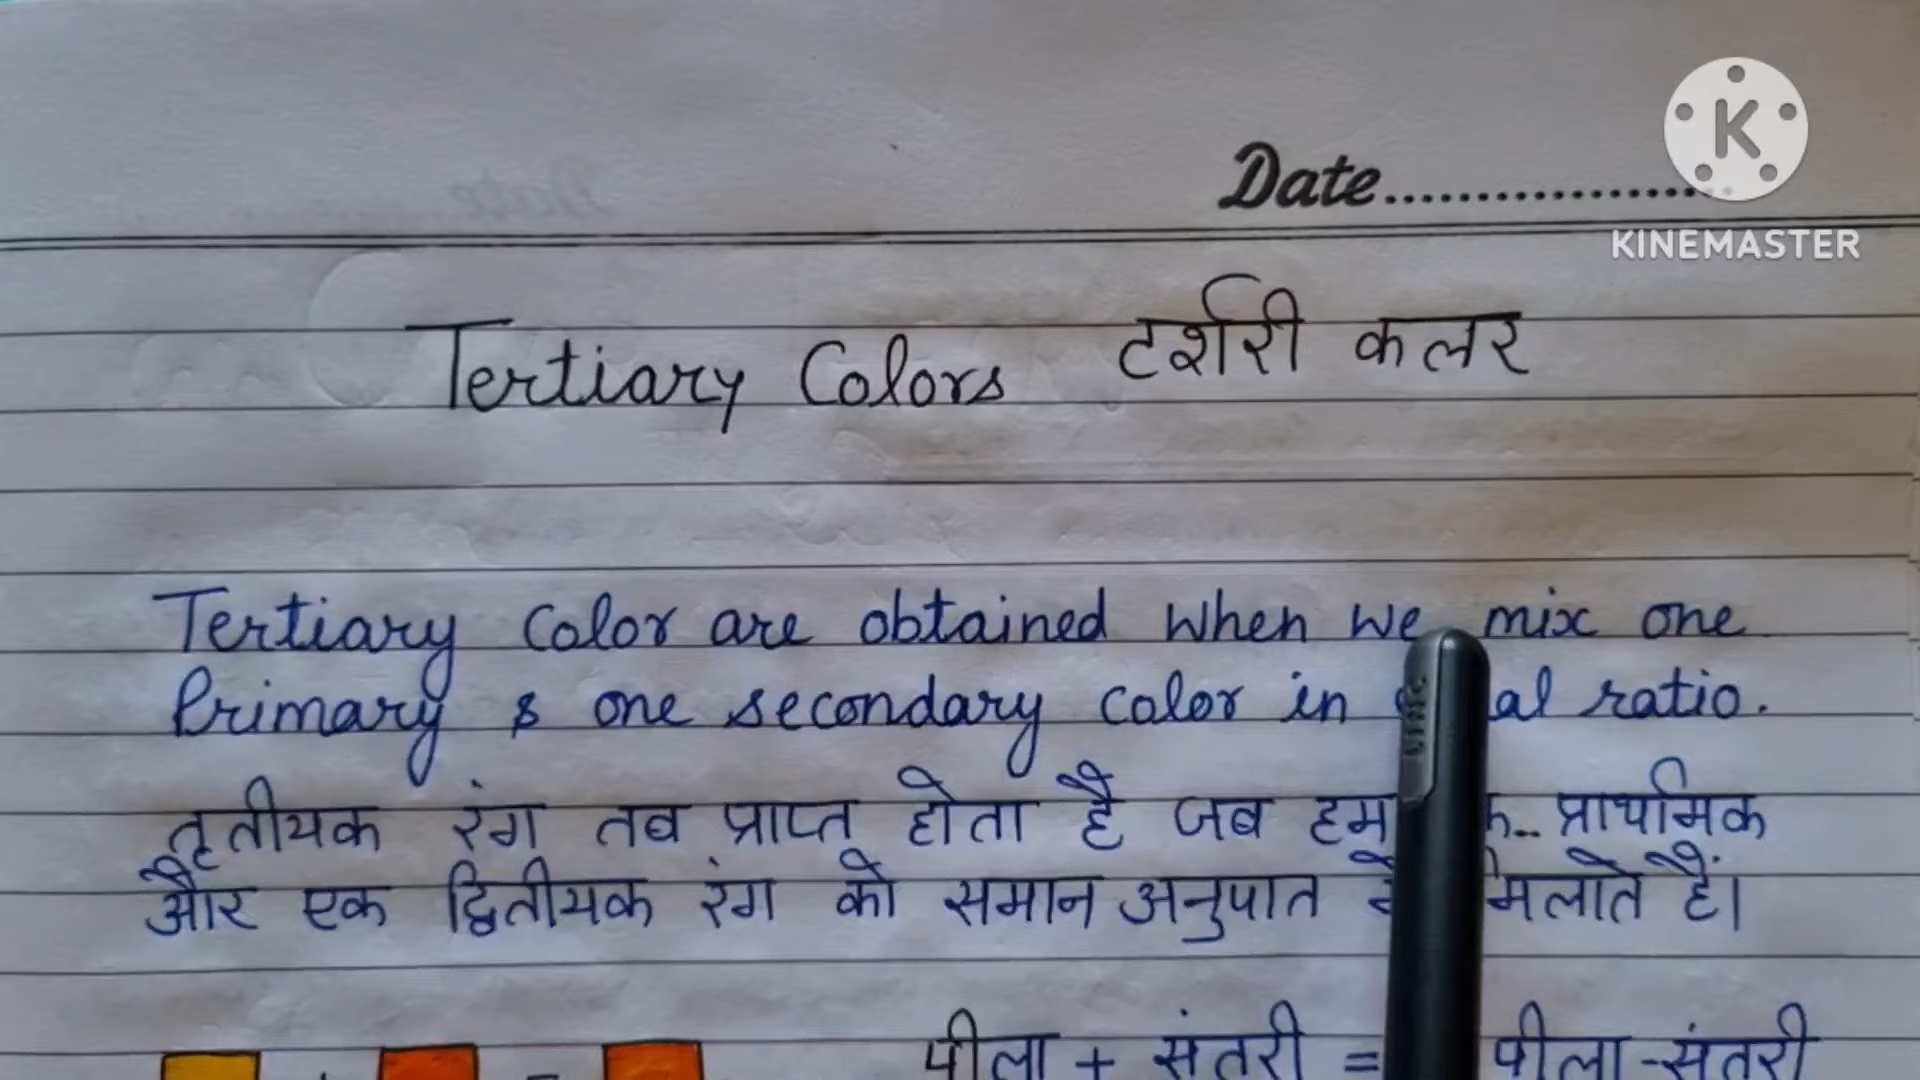 Date....................
KINEMASTER
Tertiary Colors टर्शरी कलर
Tertiary Color are obtained when we mix one
Primary & one secondary color in ratio.
तृतीयक रंग तब प्राप्त होता है जब हम प्राथमिक
और एक द्वितीयक रंग को समान अनुपात मिलाते हैं।
पीला + संतरी = पीला-संतरी
+ =